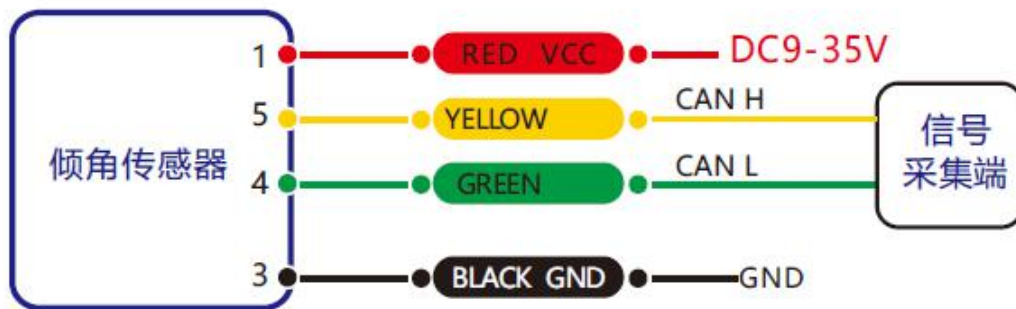 1 RED VCC DC9-35V
5 YELLOW CAN H
倾角传感器
4 GREEN CAN L
信号
采集端
3 BLACK GND GND